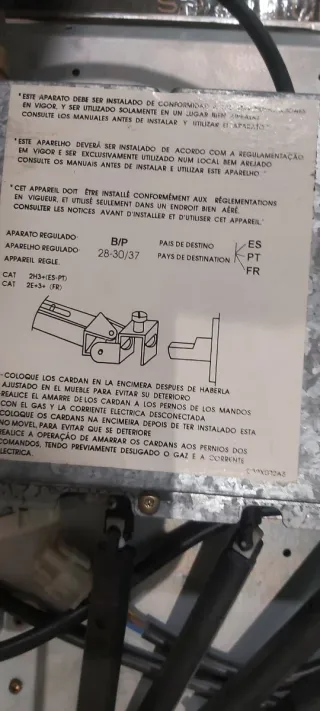 "ESTE APARATO DEBE SER INSTALADO DE CONFORMIDAD
EN VIGOR, Y SER UTILIZADO SOLAMENTE EN UN LUGAR BIEN
CONSULTE LOS MANUALES ANTES DE INSTALAR Y UTILIZAR EL APARATO"
"ESTE APARELHO DEVERÁ SER INSTALADO DE ACORDO COM A REGULAMENTAÇÃO
EM VIGOR E SER EXCLUSIVAMENTE UTILIZADO NUM LOCAL BEM AREJADO
CONSULTE OS MANUAIS ANTES DE INSTALAR E UTILIZAR ESTE APARELHO"
"CET APPAREIL DOIT ÊTRE INSTALLÉ CONFORMÉMENT AUX RÉGLEMENTATIONS
EN VIGUEUR, ET UTILISÉ SEULEMENT DANS UN ENDROIT BIEN AÉRÉ.
CONSULTER LES NOTICES AVANT D'INSTALLER ET D'UTILISER CET APPAREIL"
APARATO REGULADO:
APARELHO REGULADO:
APPAREIL REGLE:
B/P
28-30/37
PAIS DE DESTINO
PAYS DE DESTINATION
ES
PT
FR
CAT 2H3+(ES-PT)
CAT 2E+3+ (FR)
-COLOQUE LOS CARDAN EN LA ENCIMERA DESPUES DE HABERLA
AJUSTADO EN EL MUEBLE PARA EVITAR SU DETERIORO
REALICE EL AMARRE DE LOS CARDAN A LOS PERNOS DE LOS MANDOS
CON EL GAS Y LA CORRIENTE ELECTRICA DESCONECTADA
COLOQUE OS CARDANS NA ENCIMEIRA DEPOIS DE TER INSTALADO ESTA
NO MOVEL, PARA EVITAR QUE SE DETERIORE
REALICE A OPERAÇÃO DE AMARRAR OS CARDANS AOS PERNIOS DOS
COMANDOS, TENDO PREVIAMENTE DESLIGADO O GAZ E A CORRENTE
ELECTRICA.